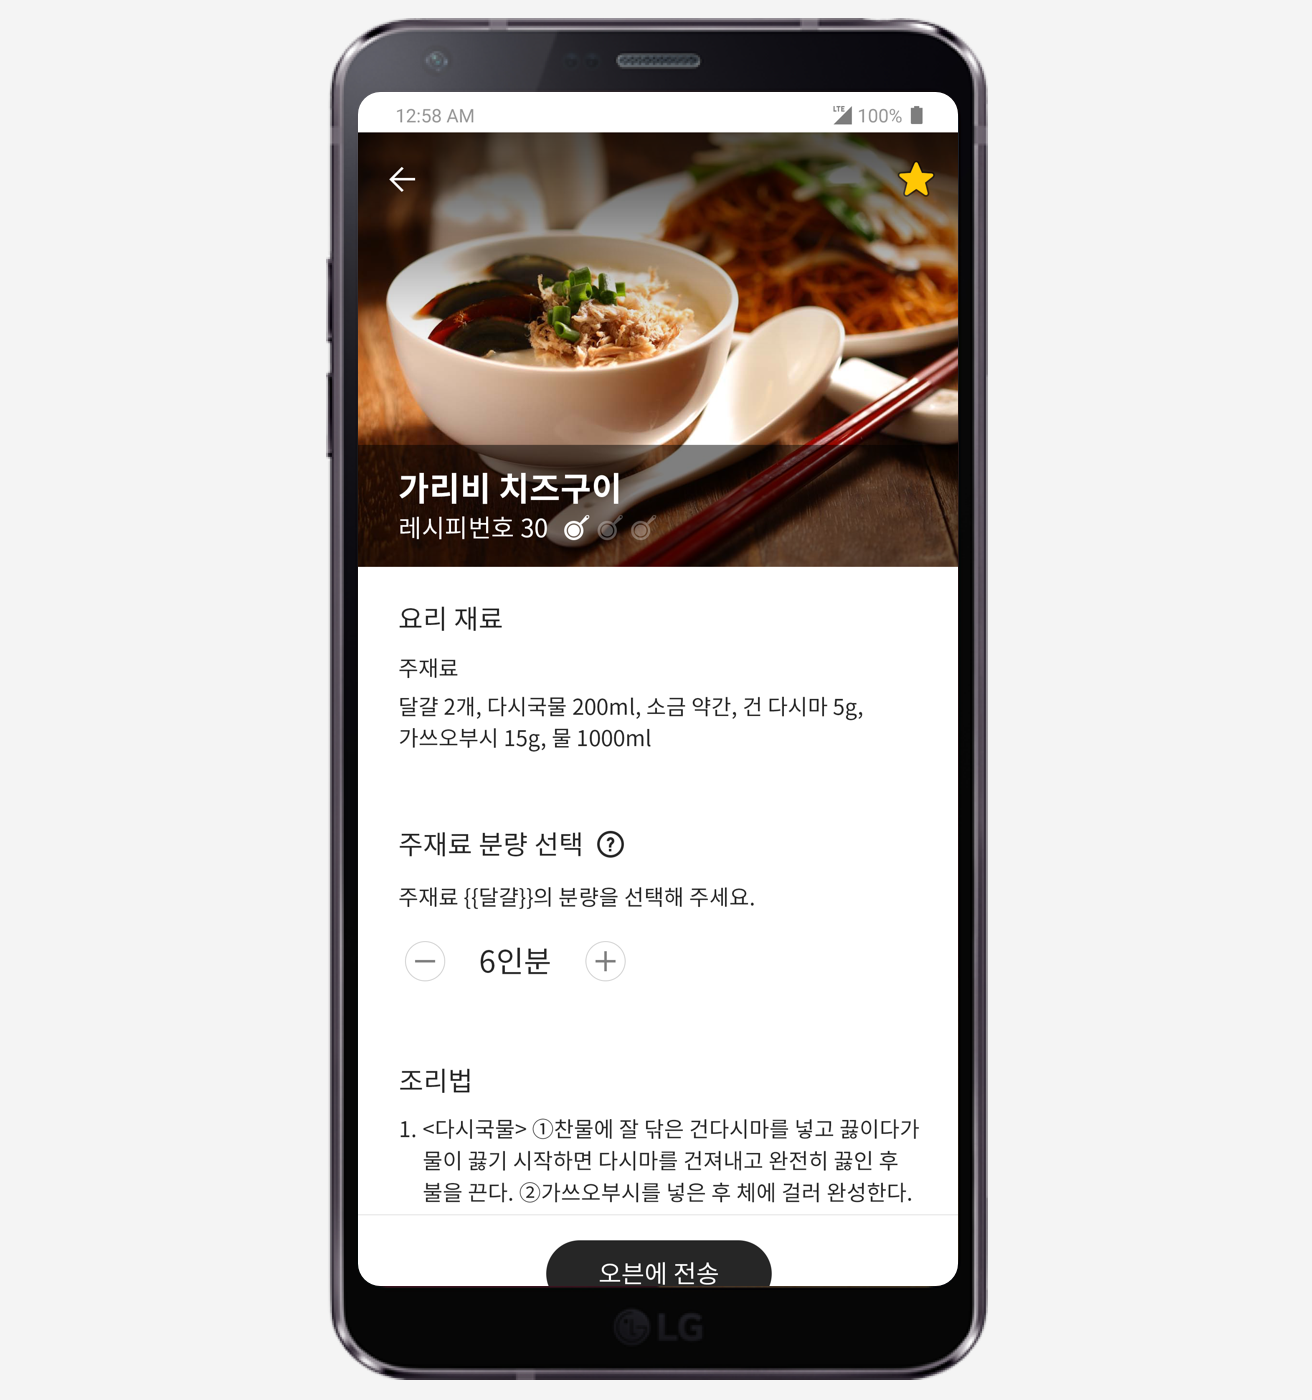 12:58 AM
LTE 100%
가리비 치즈구이
레시피번호 30
요리 재료
주재료
달걀 2개, 다시국물 200ml, 소금 약간, 건 다시마 5g,
가쓰오부시 15g, 물 1000ml
주재료 분량 선택 ?
주재료 {{달걀}}의 분량을 선택해 주세요.
6인분
조리법
1. <다시국물> ①찬물에 잘 닦은 건다시마를 넣고 끓이다가
물이 끓기 시작하면 다시마를 건져내고 완전히 끓인 후
불을 끈다. ②가쓰오부시를 넣은 후 체에 걸러 완성한다.
오븐에 전송
LG